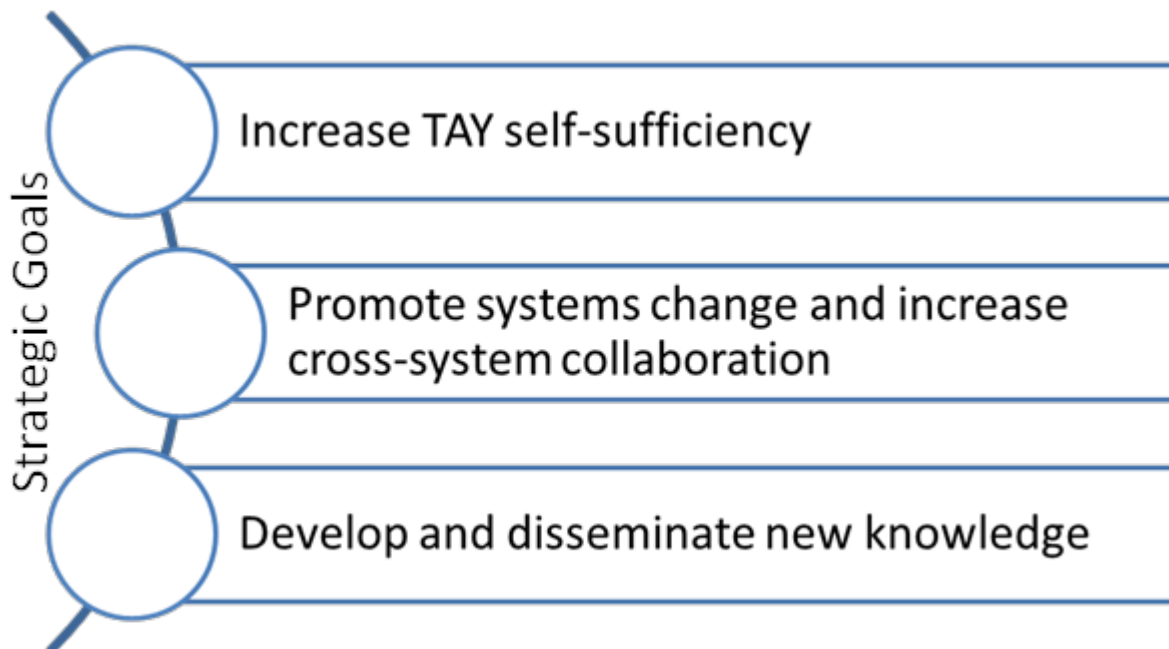 Strategic Goals
Increase TAY self-sufficiency
Promote systems change and increase
cross-system collaboration
Develop and disseminate new knowledge